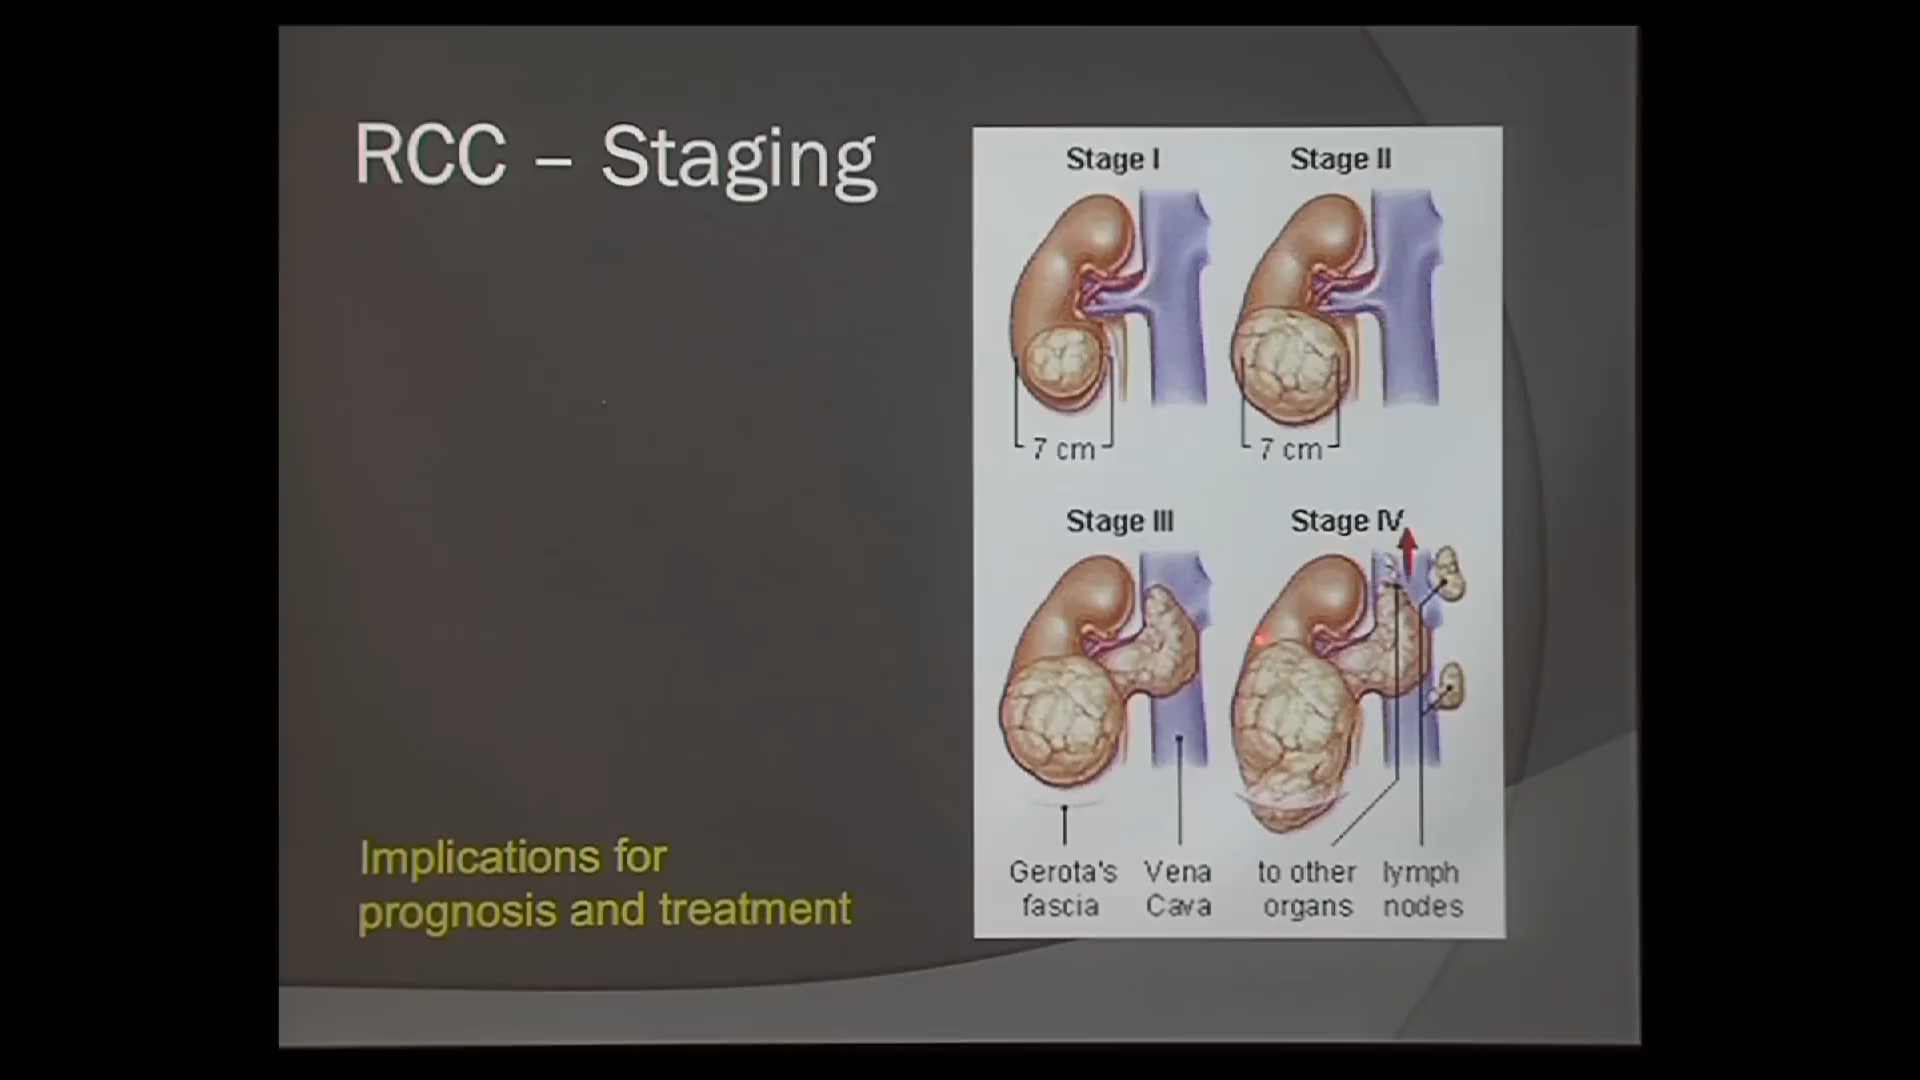 RCC – Staging
Stage I
Stage II
7 cm
7 cm
Stage III
Stage IV
Gerota's
fascia
Vena
Cava
to other
organs
lymph
nodes
Implications for
prognosis and treatment